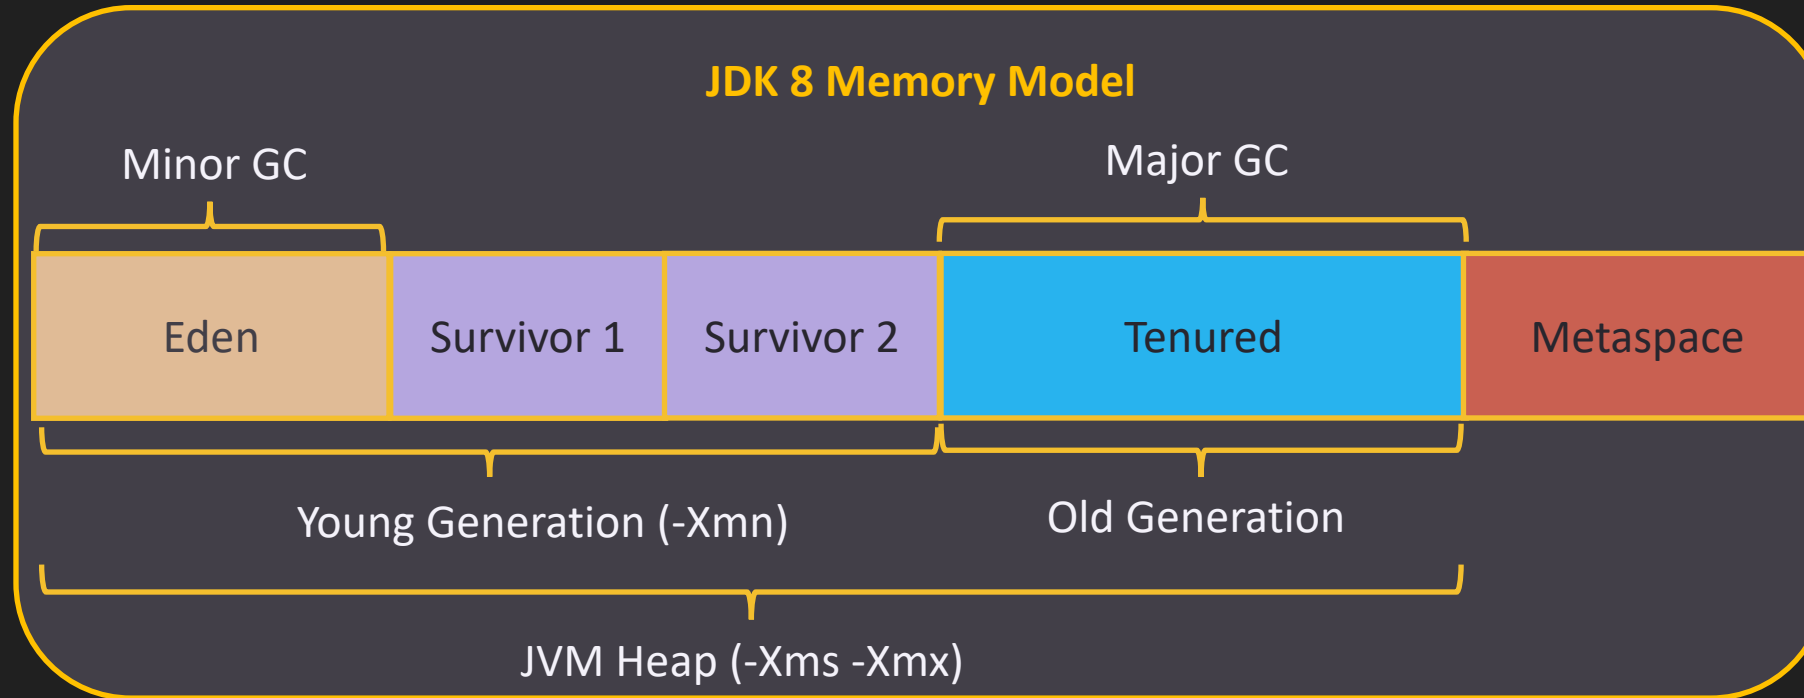 JDK 8 Memory Model
Minor GC
Major GC
Eden
Survivor 1
Survivor 2
Tenured
Metaspace
Young Generation (-Xmn)
Old Generation
JVM Heap (-Xms -Xmx)